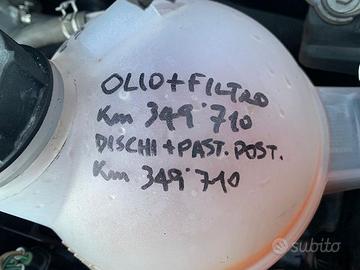 OLIO+FILTRO
Km 349'710
DISCHI+PAST. POST.
Km 349'710
subito